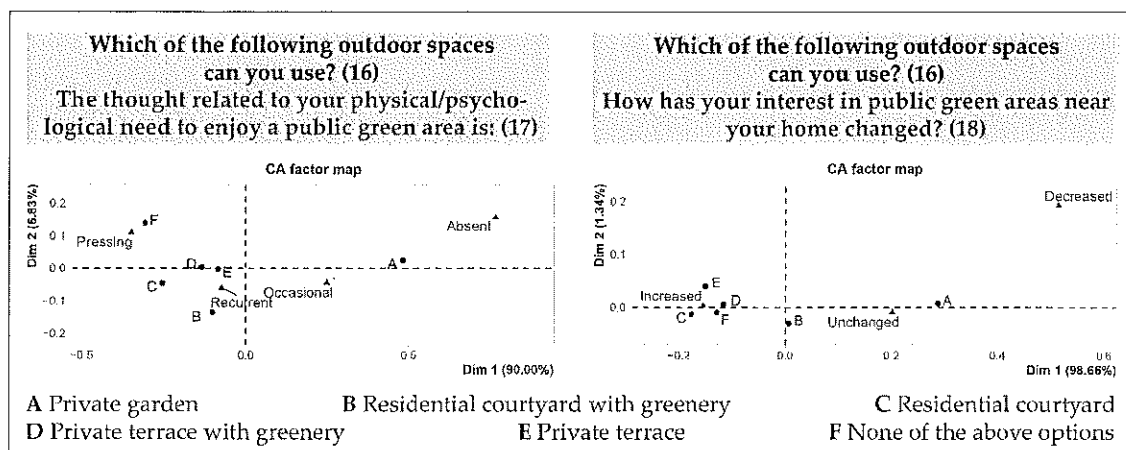 Which of the following outdoor spaces
can you use? (16)
The thought related to your physical/psycho-
logical need to enjoy a public green area is: (17)
CA factor map
Dim 2 (6.83%)
0.2
0.1
0.0
−0.1
−0.2
F
Pressing
Absent
D
E
A
C
Recurrent
Occasional
B
−0.5
0.0
0.5
Dim 1 (90.00%)
Which of the following outdoor spaces
can you use? (16)
How has your interest in public green areas near
your home changed? (18)
CA factor map
Dim 2 (1.34%)
0.2
0.1
0.0
Decreased
E
Increased
D
A
C
F
B
Unchanged
−0.2
0.0
0.2
0.4
0.6
Dim 1 (98.66%)
A Private garden B Residential courtyard with greenery C Residential courtyard
D Private terrace with greenery E Private terrace F None of the above options